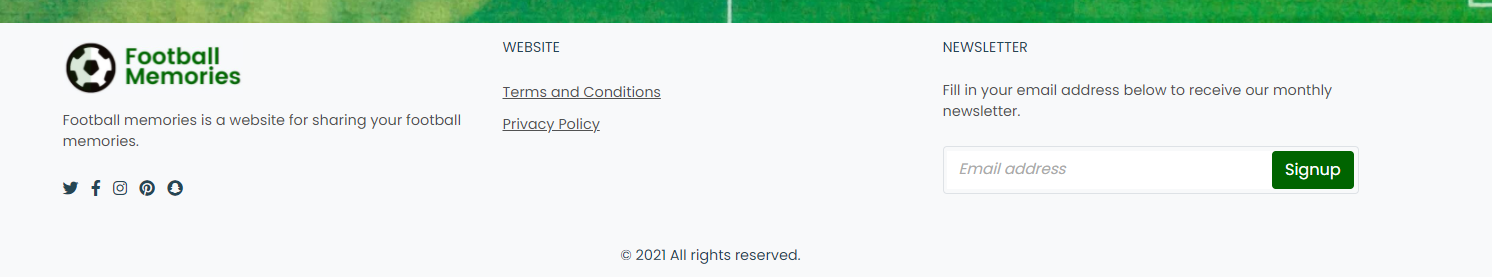 Football
Memories
Football memories is a website for sharing your football
memories.
WEBSITE
Terms and Conditions
Privacy Policy
NEWSLETTER
Fill in your email address below to receive our monthly
newsletter.
Email address
Signup
© 2021 All rights reserved.